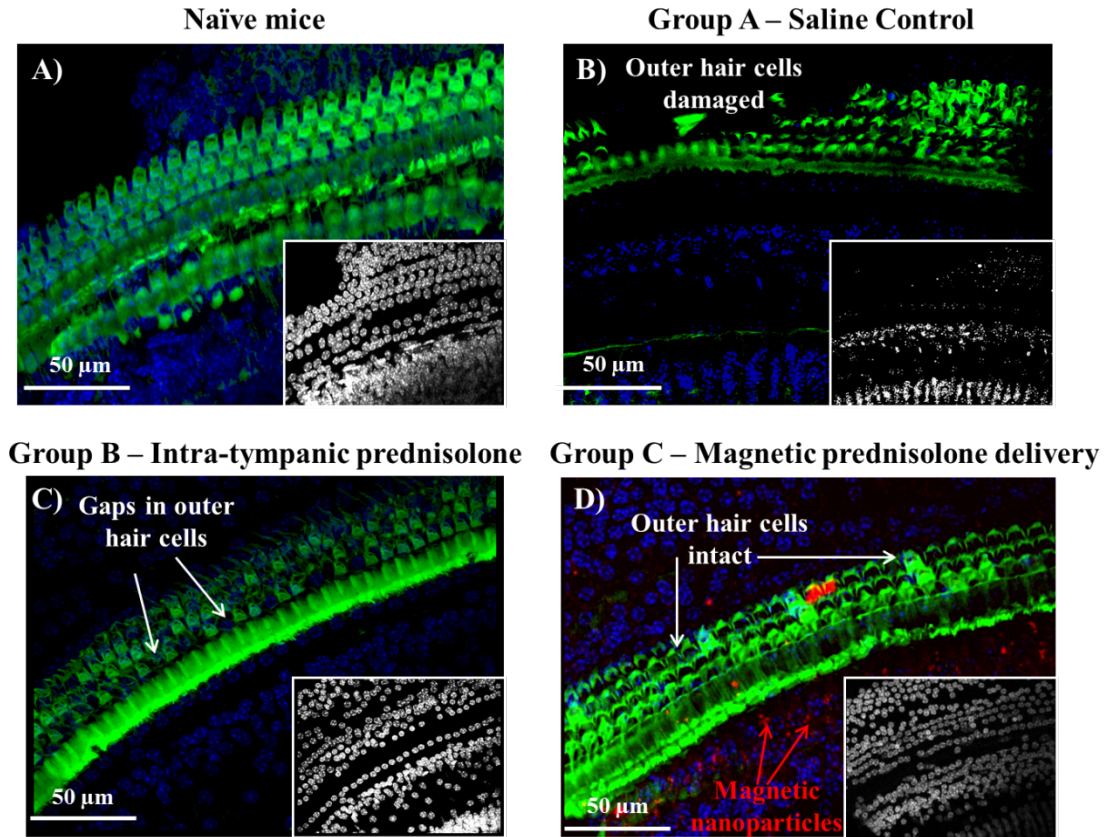 Naïve mice
Group A – Saline Control
A)
B)
Outer hair cells
damaged
50 µm
50 µm
Group B – Intra-tympanic prednisolone
Group C – Magnetic prednisolone delivery
C)
Gaps in outer
hair cells
D)
Outer hair cells
intact
50 µm
50 µm
Magnetic
nanoparticles